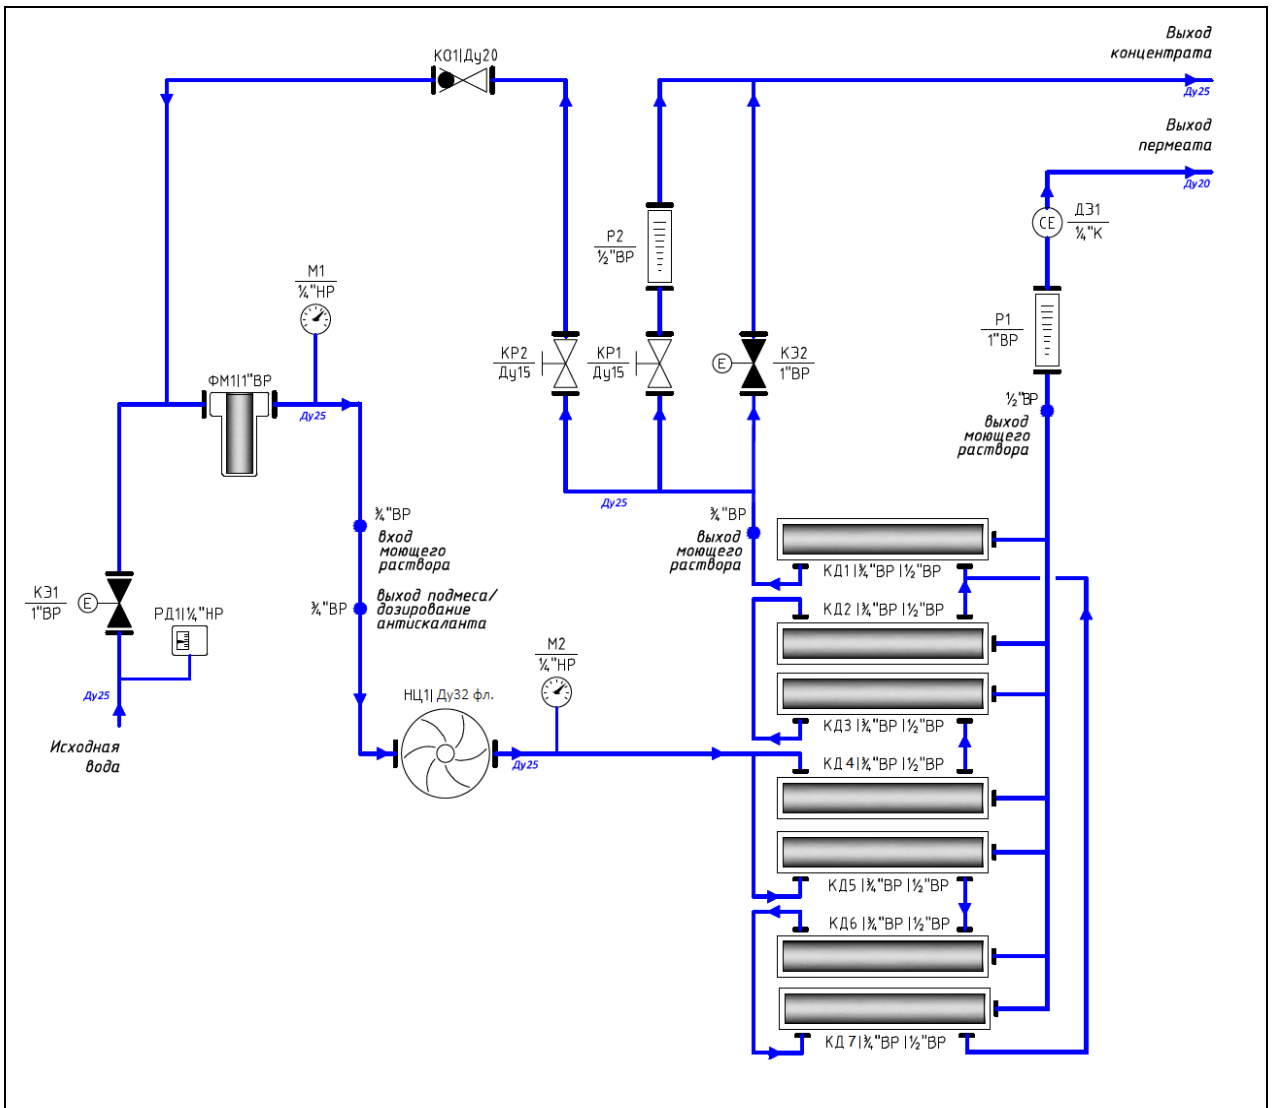 Выход
концентрата
Ду25
Выход
пермеата
Ду20
КО1|Ду20
ДЭ1
¼"К
СЕ
Р2
½"ВР
М1
¼"НР
Р1
1"ВР
КР2
Ду15
КР1
Ду15
Е
КЭ2
1"ВР
ФМ1|1"ВР
Ду25
½"ВР
выход
моющего
раствора
Ду25
¾"ВР
вход
моющего
раствора
¾"ВР
выход
моющего
раствора
КД1|¾"ВР|½"ВР
КЭ1
1"ВР
Е
РД1|¼"НР
¾"ВР
выход подмеса/
дозирование
антискаланта
КД2|¾"ВР|½"ВР
М2
¼"НР
Ду25
НЦ1|Ду32 фл.
КД3|¾"ВР|½"ВР
Исходная
вода
Ду25
КД4|¾"ВР|½"ВР
КД5|¾"ВР|½"ВР
КД6|¾"ВР|½"ВР
КД7|¾"ВР|½"ВР